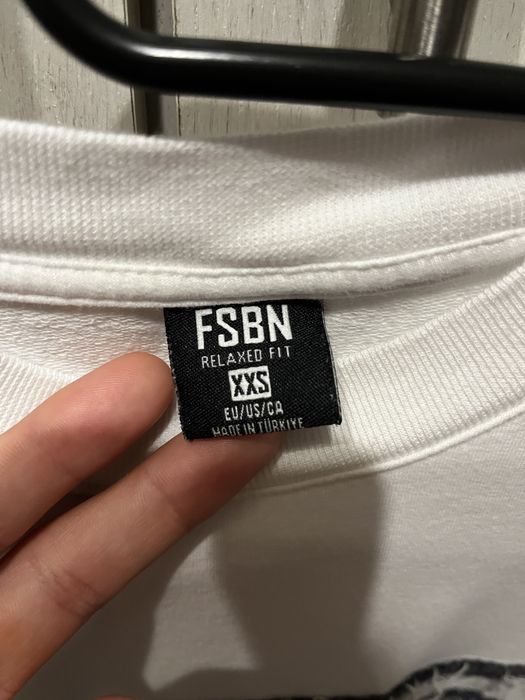 FSBN
RELAXED FIT
XXS
EU/US/CA
MADE IN TÜRKIYE